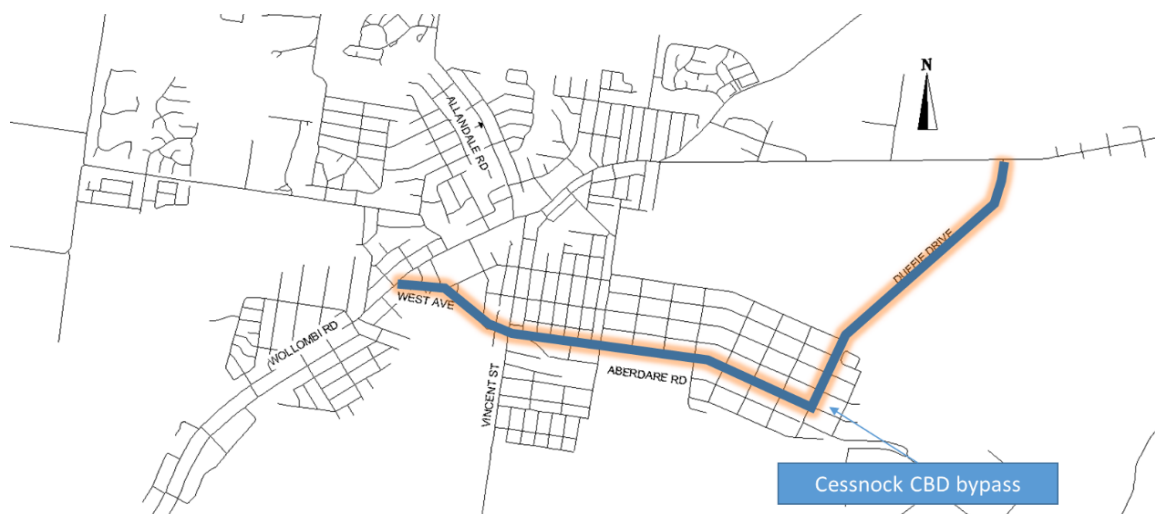 N
ALLANDALE RD
DUFFIE DRIVE
WEST AVE
WOLLOMBI RD
ABERDARE RD
VINCENT ST
Cessnock CBD bypass